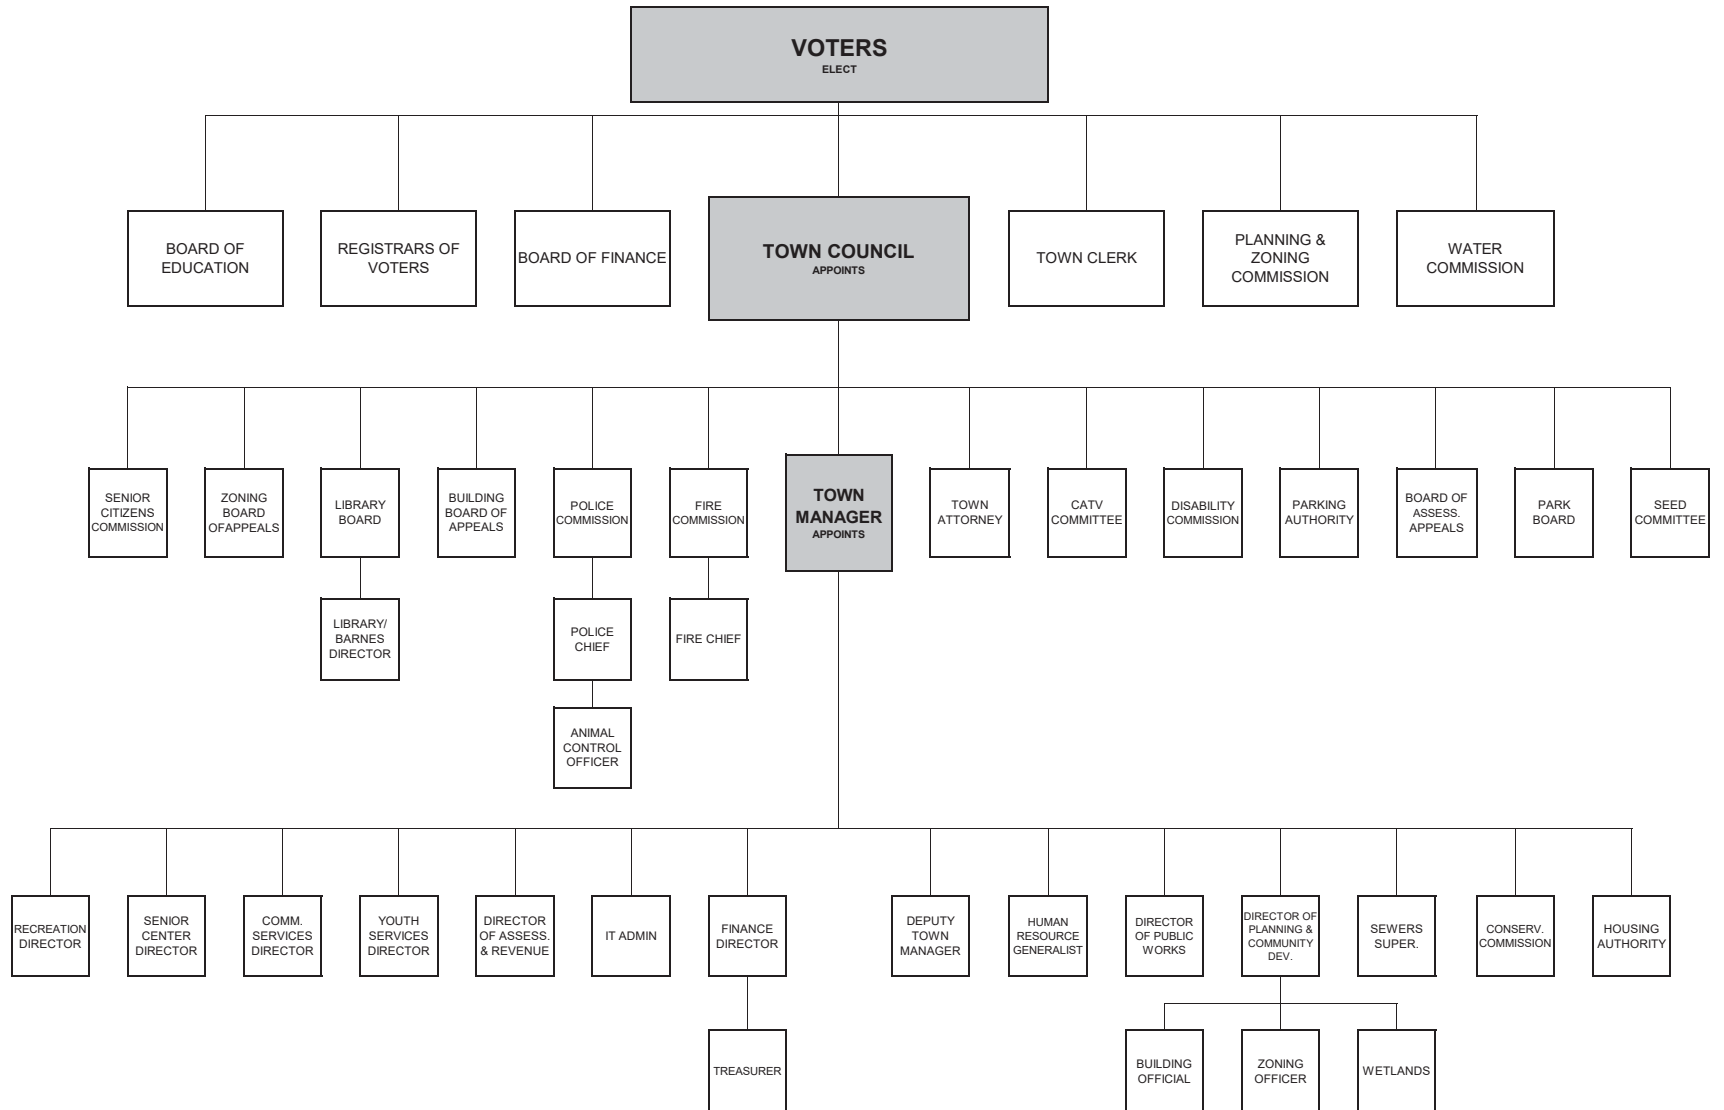 VOTERS
ELECT
BOARD OF
EDUCATION
REGISTRARS OF
VOTERS
BOARD OF FINANCE
TOWN COUNCIL
APPOINTS
TOWN CLERK
PLANNING &
ZONING
COMMISSION
WATER
COMMISSION
SENIOR
CITIZENS
COMMISSION
ZONING
BOARD
OFAPPEALS
LIBRARY
BOARD
BUILDING
BOARD OF
APPEALS
POLICE
COMMISSION
FIRE
COMMISSION
TOWN
MANAGER
APPOINTS
TOWN
ATTORNEY
CATV
COMMITTEE
DISABILITY
COMMISSION
PARKING
AUTHORITY
BOARD OF
ASSESS.
APPEALS
PARK
BOARD
SEED
COMMITTEE
LIBRARY/
BARNES
DIRECTOR
POLICE
CHIEF
FIRE CHIEF
ANIMAL
CONTROL
OFFICER
RECREATION
DIRECTOR
SENIOR
CENTER
DIRECTOR
COMM.
SERVICES
DIRECTOR
YOUTH
SERVICES
DIRECTOR
DIRECTOR
OF ASSESS.
& REVENUE
IT ADMIN
FINANCE
DIRECTOR
DEPUTY
TOWN
MANAGER
HUMAN
RESOURCE
GENERALIST
DIRECTOR
OF PUBLIC
WORKS
DIRECTOR OF
PLANNING &
COMMUNITY
DEV.
SEWERS
SUPER.
CONSERV.
COMMISSION
HOUSING
AUTHORITY
TREASURER
BUILDING
OFFICIAL
ZONING
OFFICER
WETLANDS